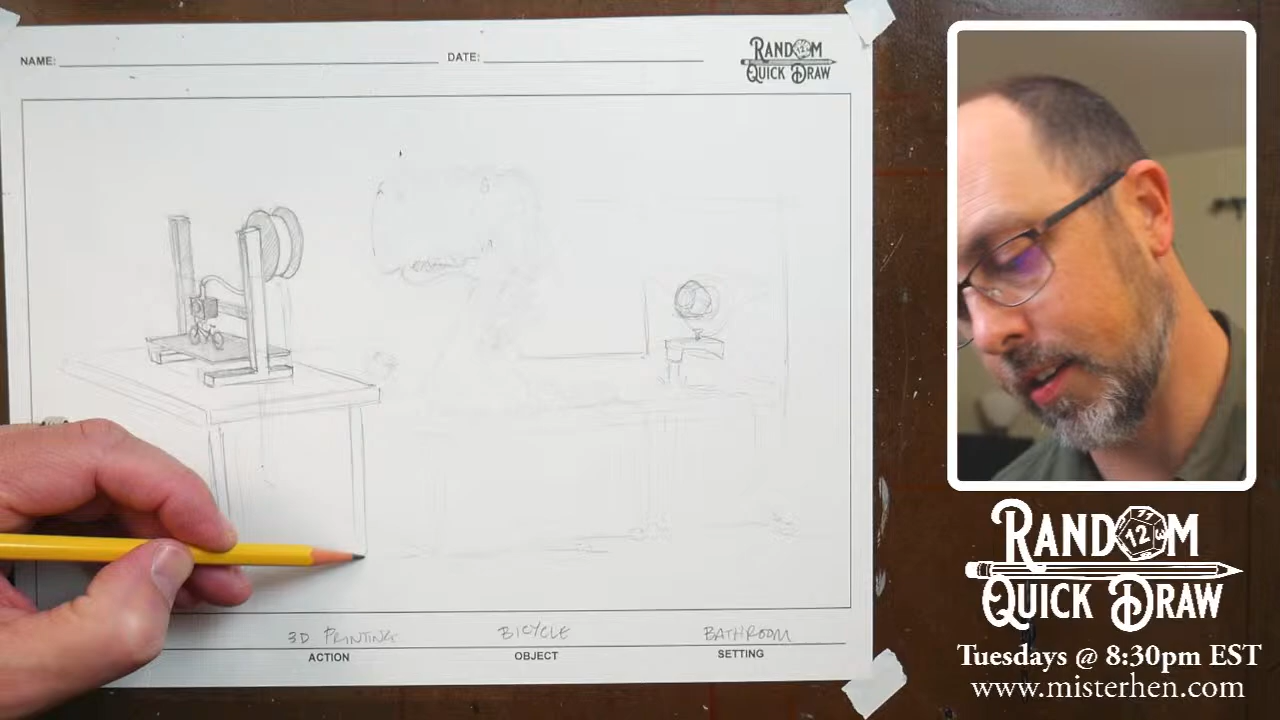 NAME:
DATE:
RANDOM
12
QUICK DRAW
3D PRINTING
BICYCLE
BATHROOM
ACTION
OBJECT
SETTING
RANDOM
12
QUICK DRAW
Tuesdays @ 8:30pm EST
www.misterhen.com